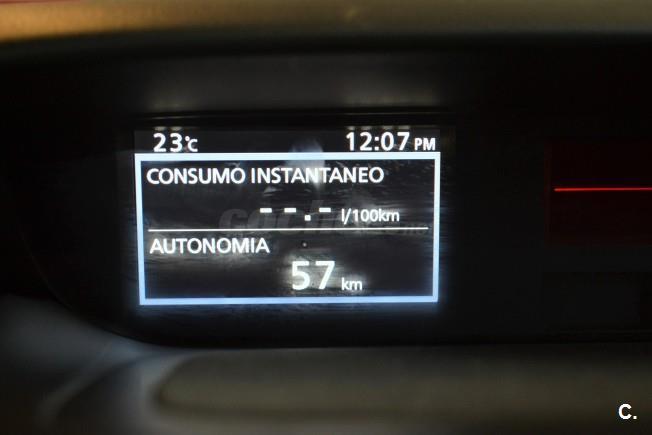 23°C 12:07 PM
CONSUMO INSTANTANEO
--.- l/100km
AUTONOMIA
57 km
C.